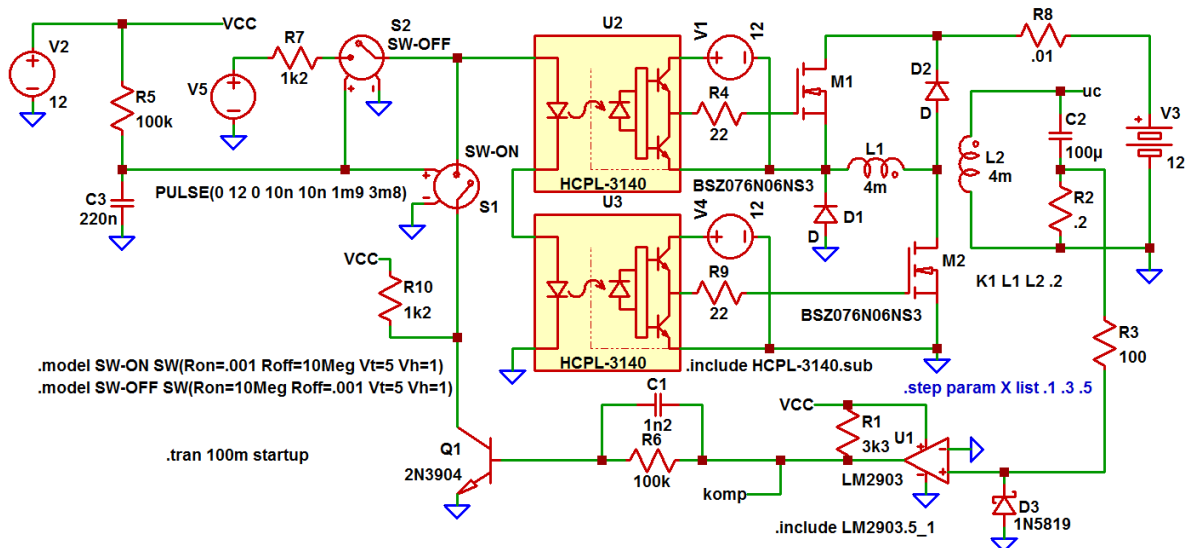 V2
12
VCC
R5
100k
C3
220n
V5
R7
1k2
S2
SW-OFF
PULSE(0 12 0 10n 10n 1m9 3m8)
SW-ON
S1
U2
HCPL-3140
V1
12
R4
22
M1
BSZ076N06NS3
L1
4m
D1
D
D2
D
R8
.01
L2
4m
uc
C2
100µ
R2
.2
V3
12
K1 L1 L2 .2
U3
HCPL-3140
V4
12
R9
22
M2
BSZ076N06NS3
.include HCPL-3140.sub
VCC
R10
1k2
.model SW-ON SW(Ron=.001 Roff=10Meg Vt=5 Vh=1)
.model SW-OFF SW(Ron=10Meg Roff=.001 Vt=5 Vh=1)
.step param X list .1 .3 .5
R3
100
.tran 100m startup
Q1
2N3904
C1
1n2
R6
100k
komp
VCC
R1
3k3
U1
LM2903
D3
1N5819
.include LM2903.5_1